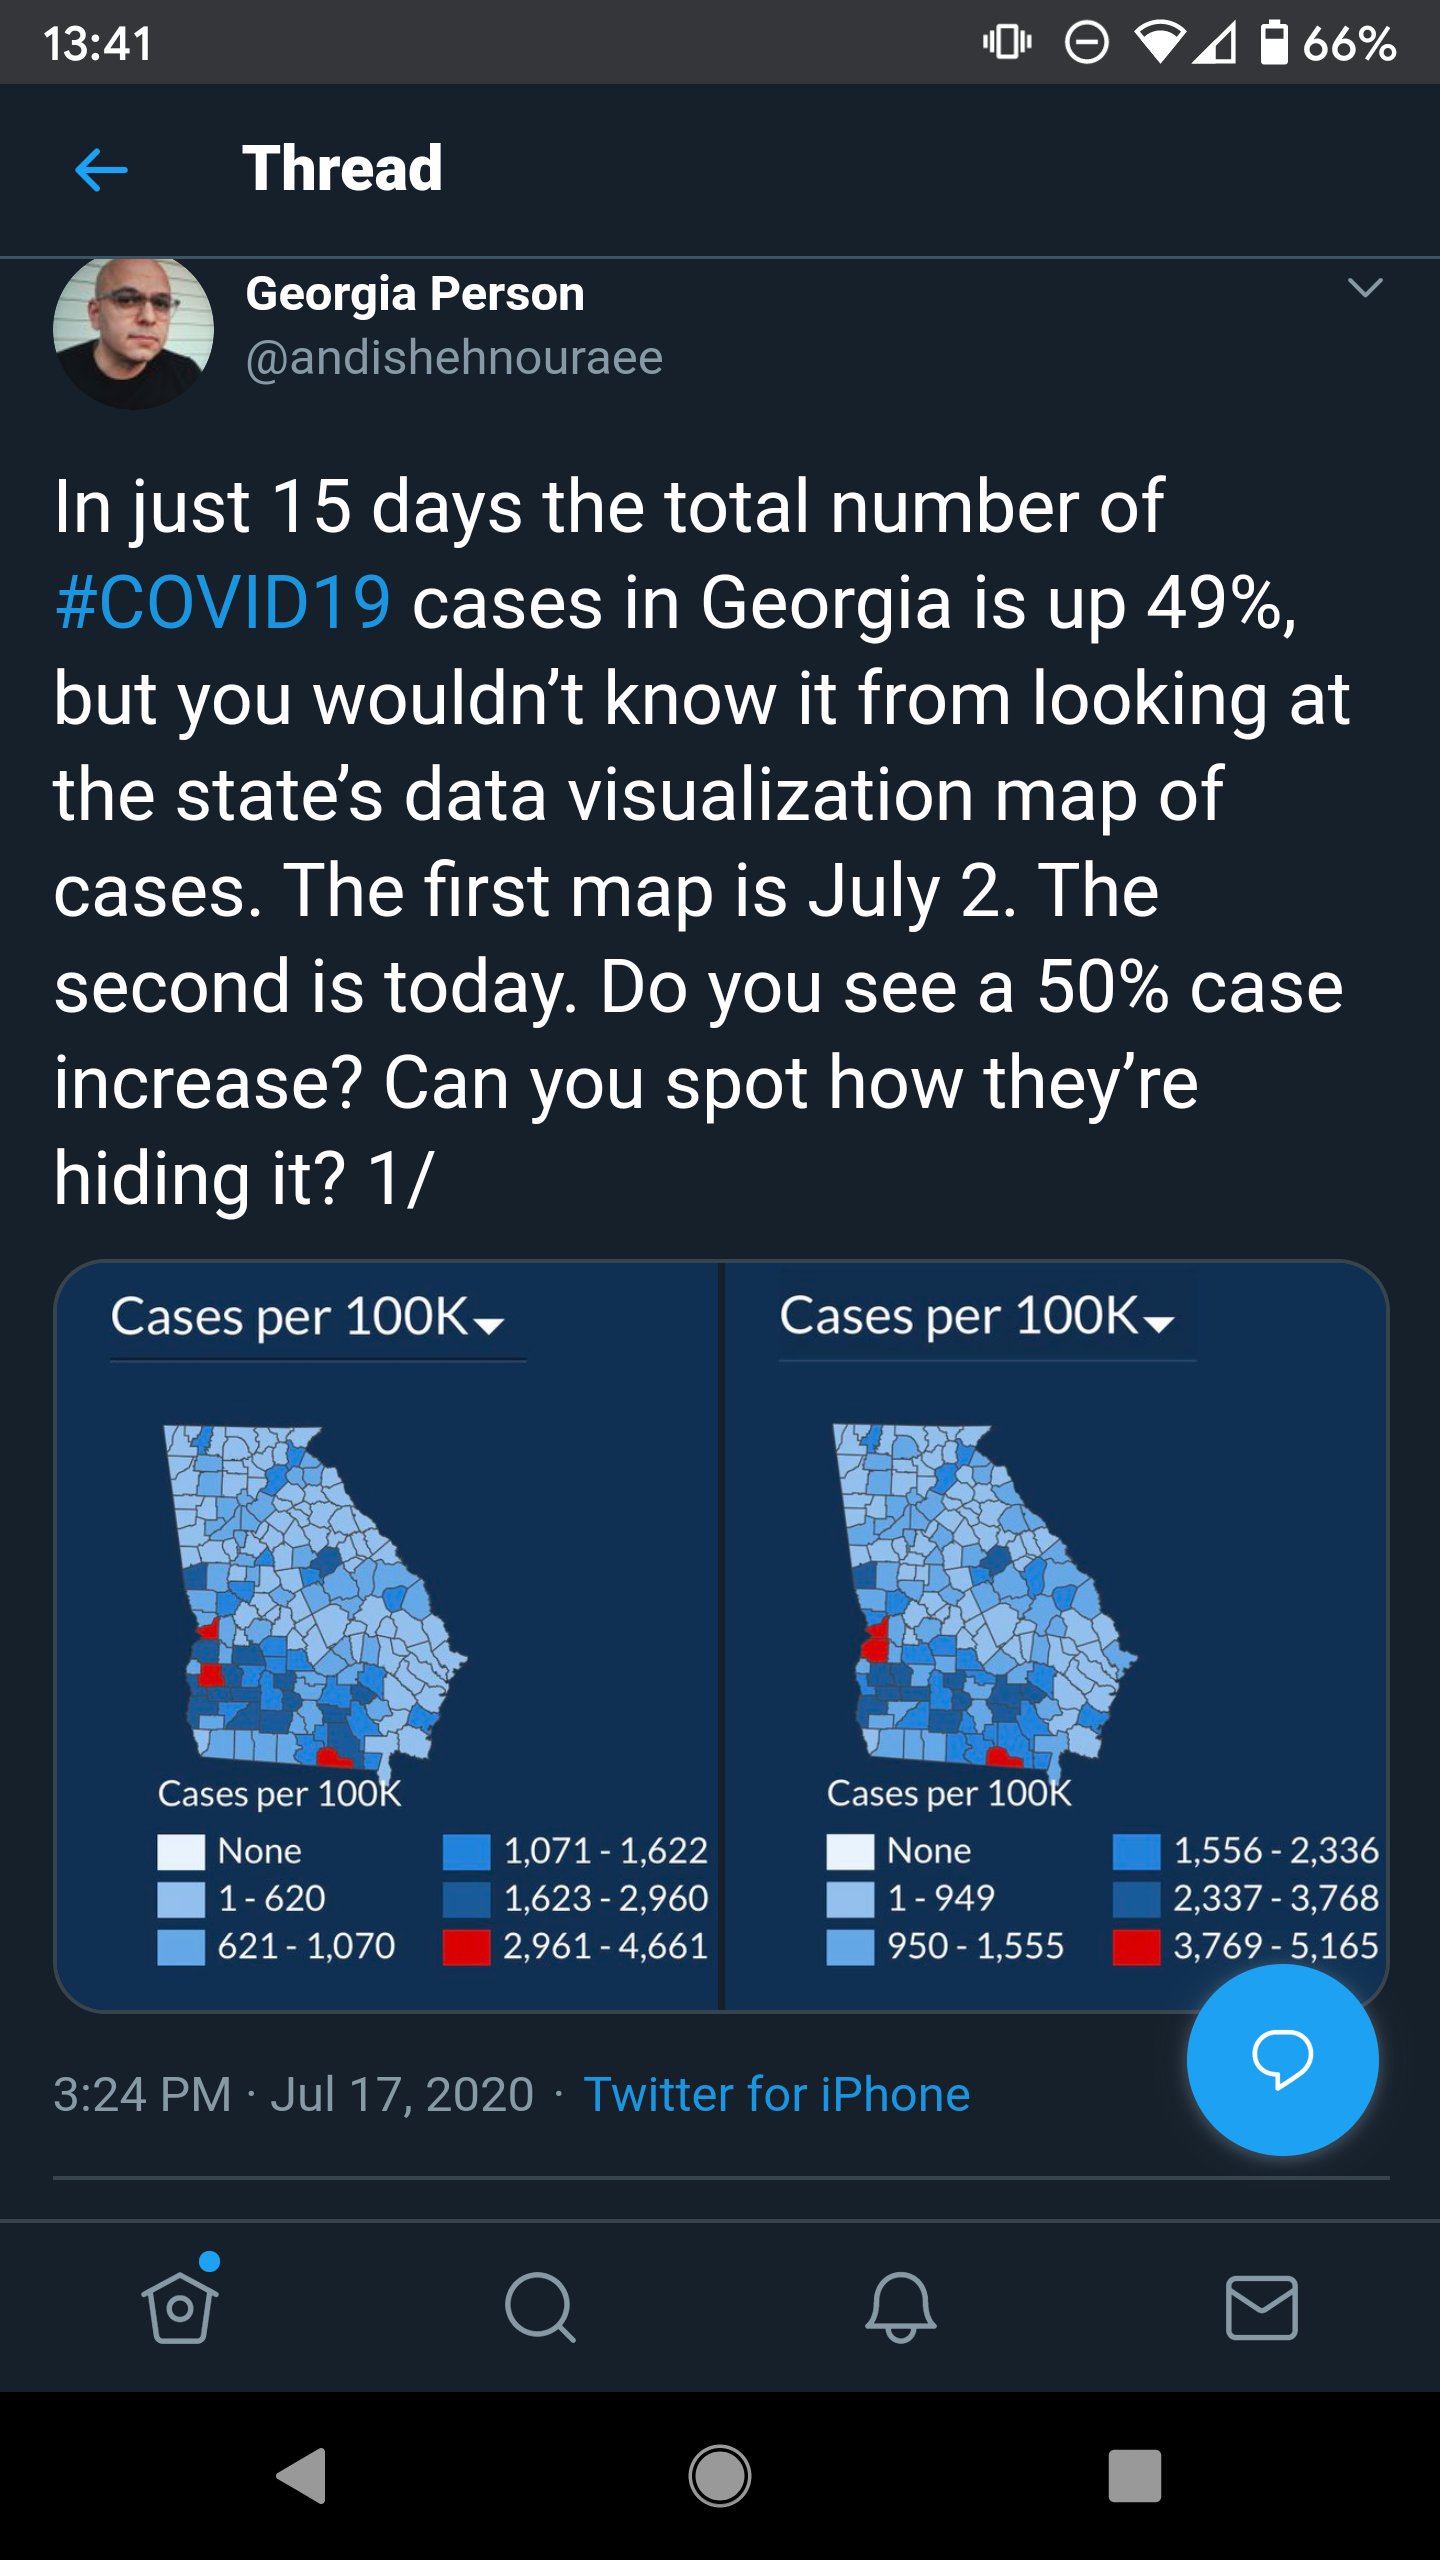 13:41
66%
Thread
Georgia Person
@andishehnouraee
In just 15 days the total number of
#COVID19 cases in Georgia is up 49%,
but you wouldn’t know it from looking at
the state’s data visualization map of
cases. The first map is July 2. The
second is today. Do you see a 50% case
increase? Can you spot how they’re
hiding it? 1/
Cases per 100K
Cases per 100K
None
1 - 620
621 - 1,070
1,071 - 1,622
1,623 - 2,960
2,961 - 4,661
Cases per 100K
Cases per 100K
None
1 - 949
950 - 1,555
1,556 - 2,336
2,337 - 3,768
3,769 - 5,165
3:24 PM · Jul 17, 2020 · Twitter for iPhone